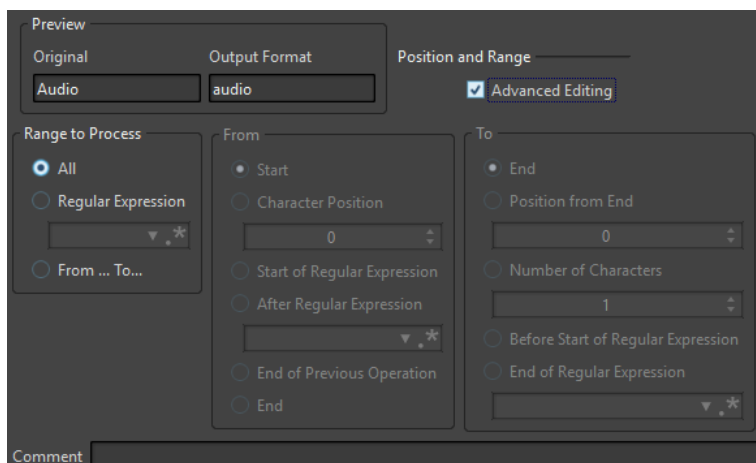 Preview
Original
Output Format
Audio
audio
Position and Range
Advanced Editing
Range to Process
All
Regular Expression
.*
From ... To...
From
Start
Character Position
0
Start of Regular Expression
After Regular Expression
.*
End of Previous Operation
End
To
End
Position from End
0
Number of Characters
1
Before Start of Regular Expression
End of Regular Expression
.*
Comment